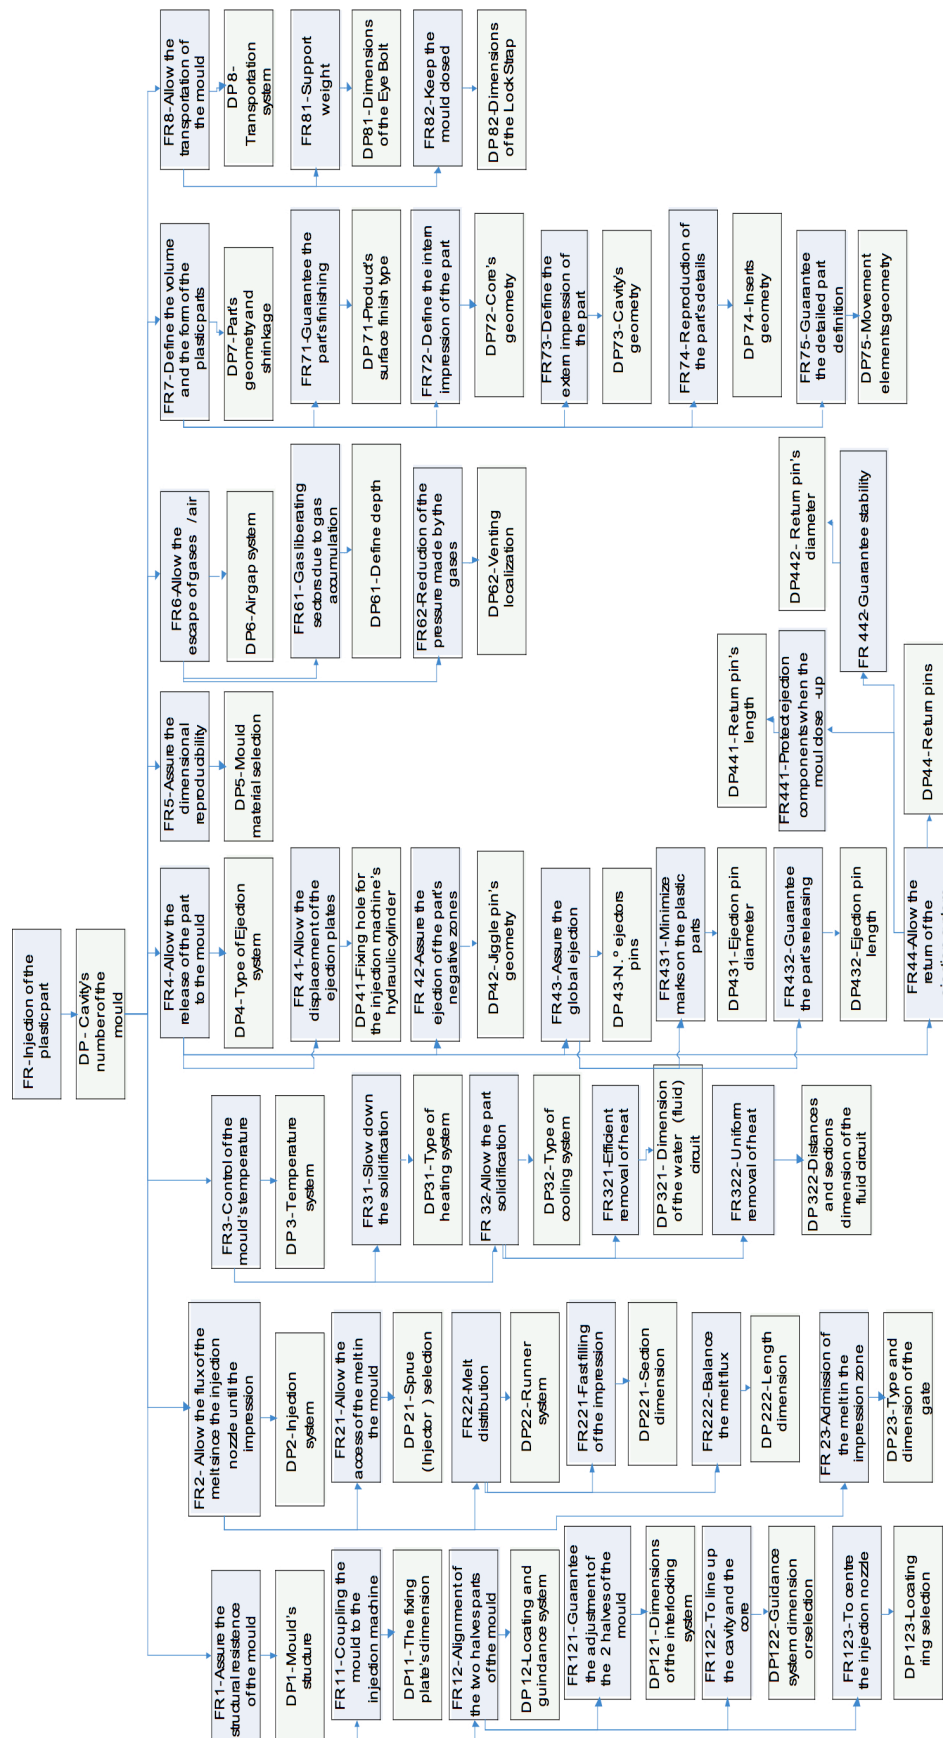 FR-Injection of the
plastic part
DP- Cavity's
number of the
mould
FR1-Assure the
structural resistence
of the mould
DP1-Mould's
structure
FR11-Coupling the
mould to the
injection machine
DP11-The fixing
plate's dimension
FR12-Alignment of
the two halves parts
of the mould
DP12-Locating and
guindance system
FR121-Guarantee
the adjustment of
the 2 halves of the
mould
DP121-Dimensions
of the interlocking
system
FR122-To line up
the cavity and the
core
DP122-Guidance
system dimension
or selection
FR123-To centre
the injection nozzle
DP123-Locating
ring selection
FR2- Allow the flux of the
melt since the injection
nozzle until the
impression
DP2-Injection
system
FR21-Allow the
access of the melt in
the mould
DP21-Sprue
(Injector ) selection
FR22-Melt
distribution
DP22-Runner
system
FR221-Fast filling
of the impression
DP221-Section
dimension
FR222-Balance
the melt flux
DP222-Length
dimension
FR 23-Admission of
the melt in the
impression zone
DP23-Type and
dimension of the
gate
FR3-Control of the
mould's temperature
DP3-Temperature
system
FR31-Slow down
the solidification
DP31-Type of
heating system
FR 32-Allow the part
solidification
DP32-Type of
cooling system
FR321-Efficient
removal of heat
DP321- Dimension
of the water (fluid)
circuit
FR322-Uniform
removal of heat
DP322-Distances
and sections
dimension of the
fluid circuit
FR4-Allow the
release of the part
to the mould
DP4-Type of Ejection
system
FR 41-Allow the
displacement of the
ejection plates
DP41-Fixing hole for
the injection machine's
hydraulic cylinder
FR 42-Assure the
ejection of the part's
negative zones
DP42-Jiggle pin's
geometry
FR43-Assure the
global ejection
DP43-N.º ejectors
pins
FR431-Minimize
marks on the plastic
parts
DP431-Ejection pin
diameter
FR432-Guarantee
the part's releasing
DP432-Ejection pin
length
FR44-Allow the
return of the
DP44-Return pins
FR441-Protect ejection
components when the
moul close -up
DP441-Return pin's
length
FR 442-Guarantee stability
DP442- Return pin's
diameter
FR5-Assure the
dimensional
reproducibility
DP5-Mould
material selection
FR6-Allow the
escape of gases / air
DP6-Airgap system
FR61-Gas liberating
sectors due to gas
accumulation
DP61-Define depth
FR62-Reduction of the
pressure made by the
gases
DP62-Venting
localization
FR7-Define the volume
and the form of the
plastic parts
DP7-Part's
geometry and
shrinkage
FR71-Guarantee the
part's finishing
DP71-Product's
surface finish type
FR72-Define the intern
impression of the part
DP72-Core's
geometry
FR73-Define the
extern impression of
the part
DP73-Cavity's
geometry
FR74-Reproduction of
the part's details
DP74-Inserts
geometry
FR75-Guarantee
the detailed part
definition
DP75-Movement
elements geometry
FR8-Allow the
transportation of
the mould
DP8-
Transportation
system
FR81-Support
weight
DP81-Dimensions
of the Eye Bolt
FR82-Keep the
mould closed
DP82-Dimensions
of the Lock Strap